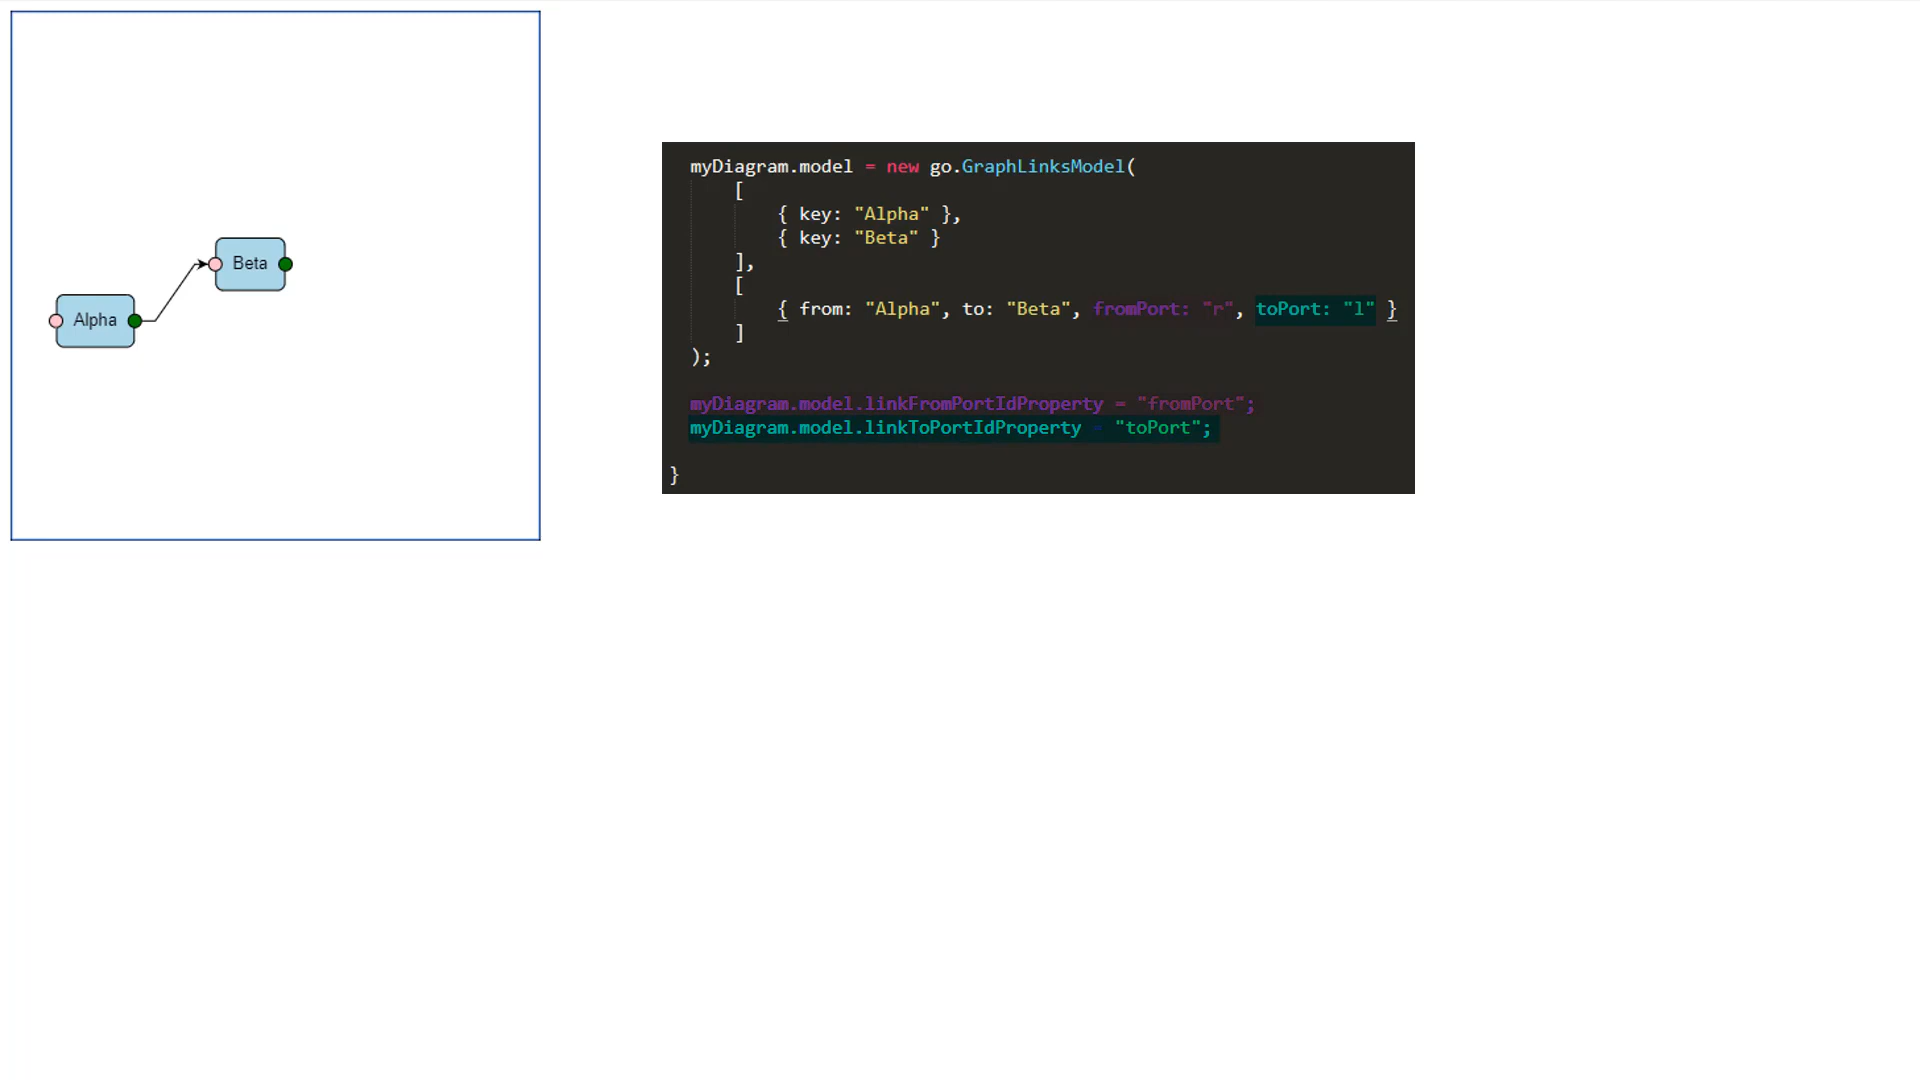 Beta
Alpha
myDiagram.model = new go.GraphLinksModel(
[
{ key: "Alpha" },
{ key: "Beta" }
],
[
{ from: "Alpha", to: "Beta", fromPort: "r", toPort: "l" }
]
);
myDiagram.model.linkFromPortIdProperty = "fromPort";
myDiagram.model.linkToPortIdProperty = "toPort";
}